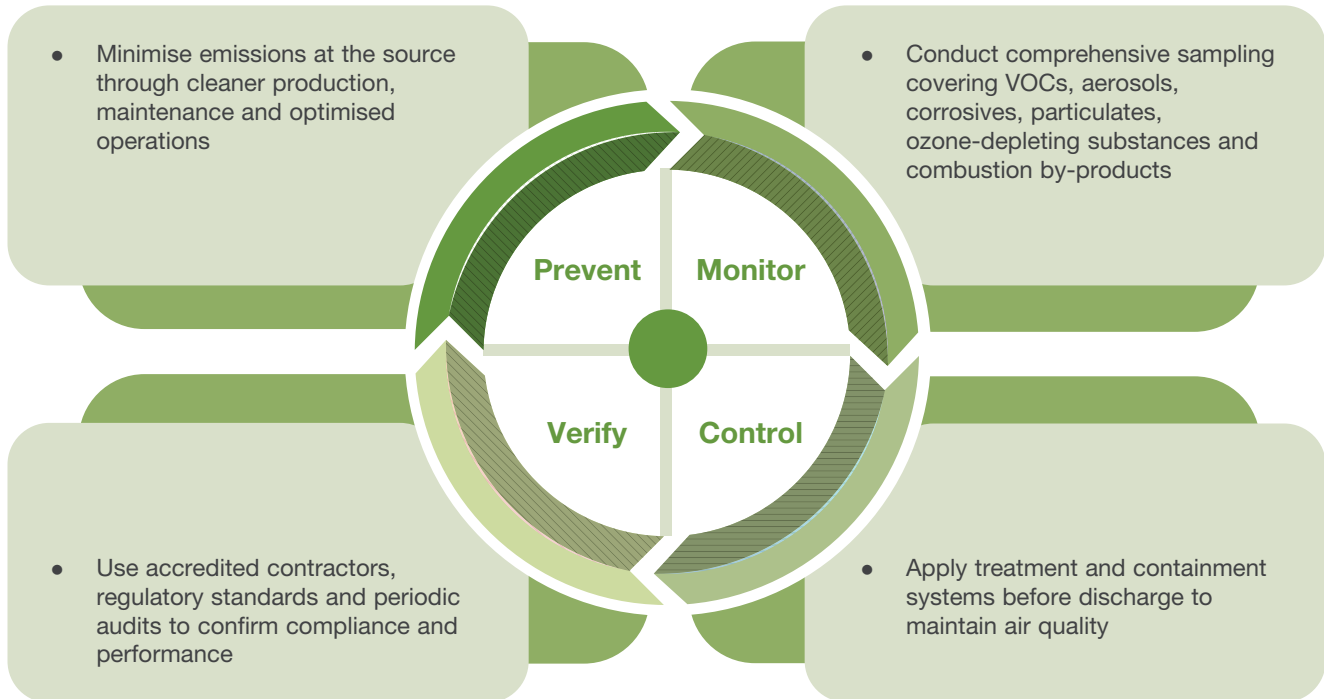 ● Minimise emissions at the source
through cleaner production,
maintenance and optimised
operations
● Conduct comprehensive sampling
covering VOCs, aerosols,
corrosives, particulates,
ozone-depleting substances and
combustion by-products
Prevent
Monitor
Verify
Control
● Use accredited contractors,
regulatory standards and periodic
audits to confirm compliance and
performance
● Apply treatment and containment
systems before discharge to
maintain air quality